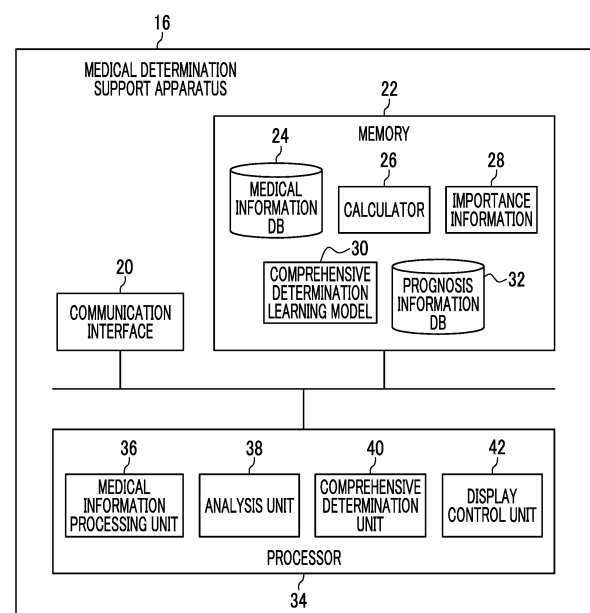 16
MEDICAL DETERMINATION
SUPPORT APPARATUS
22
MEMORY
24
MEDICAL
INFORMATION
DB
26
CALCULATOR
28
IMPORTANCE
INFORMATION
30
COMPREHENSIVE
DETERMINATION
LEARNING MODEL
PROGNOSIS
INFORMATION
DB
32
20
COMMUNICATION
INTERFACE
36
MEDICAL
INFORMATION
PROCESSING UNIT
38
ANALYSIS UNIT
40
COMPREHENSIVE
DETERMINATION
UNIT
42
DISPLAY
CONTROL UNIT
PROCESSOR
34